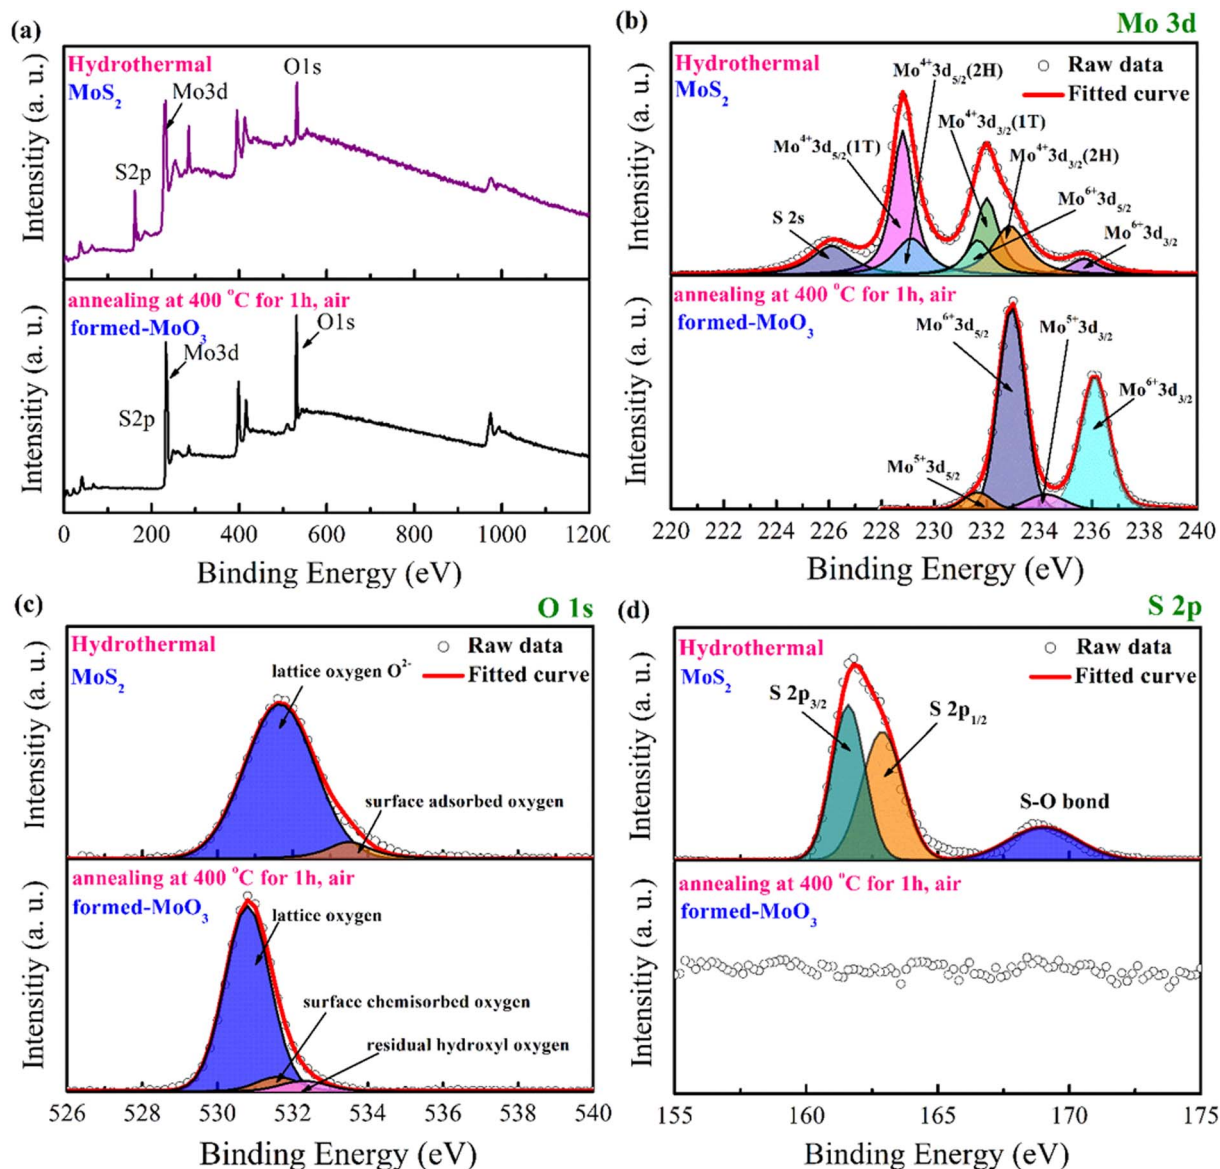 (a)
Hydrothermal
MoS2
O1s
Mo3d
S2p
Intensitiy (a. u.)
annealing at 400 °C for 1h, air
formed-MoO3
O1s
Mo3d
S2p
Intensitiy (a. u.)
0 200 400 600 800 1000 1200
Binding Energy (eV)
(b) Mo 3d
Hydrothermal
MoS2
Mo4+3d5/2(2H)
Raw data
Fitted curve
Mo4+3d3/2(1T)
Mo4+3d5/2(1T)
Mo4+3d3/2(2H)
Mo6+3d5/2
S 2s
Mo6+3d3/2
Intensitiy (a. u.)
annealing at 400 °C for 1h, air
formed-MoO3
Mo6+3d5/2
Mo5+3d3/2
Mo6+3d3/2
Mo5+3d5/2
Intensitiy (a. u.)
220 222 224 226 228 230 232 234 236 238 240
Binding Energy (eV)
(c) O 1s
Hydrothermal
MoS2
Raw data
Fitted curve
lattice oxygen O2-
surface adsorbed oxygen
Intensitiy (a. u.)
annealing at 400 °C for 1h, air
formed-MoO3
lattice oxygen
surface chemisorbed oxygen
residual hydroxyl oxygen
Intensitiy (a. u.)
526 528 530 532 534 536 538 540
Binding Energy (eV)
(d) S 2p
Hydrothermal
MoS2
Raw data
Fitted curve
S 2p3/2
S 2p1/2
S-O bond
Intensitiy (a. u.)
annealing at 400 °C for 1h, air
formed-MoO3
Intensitiy (a. u.)
155 160 165 170 175
Binding Energy (eV)